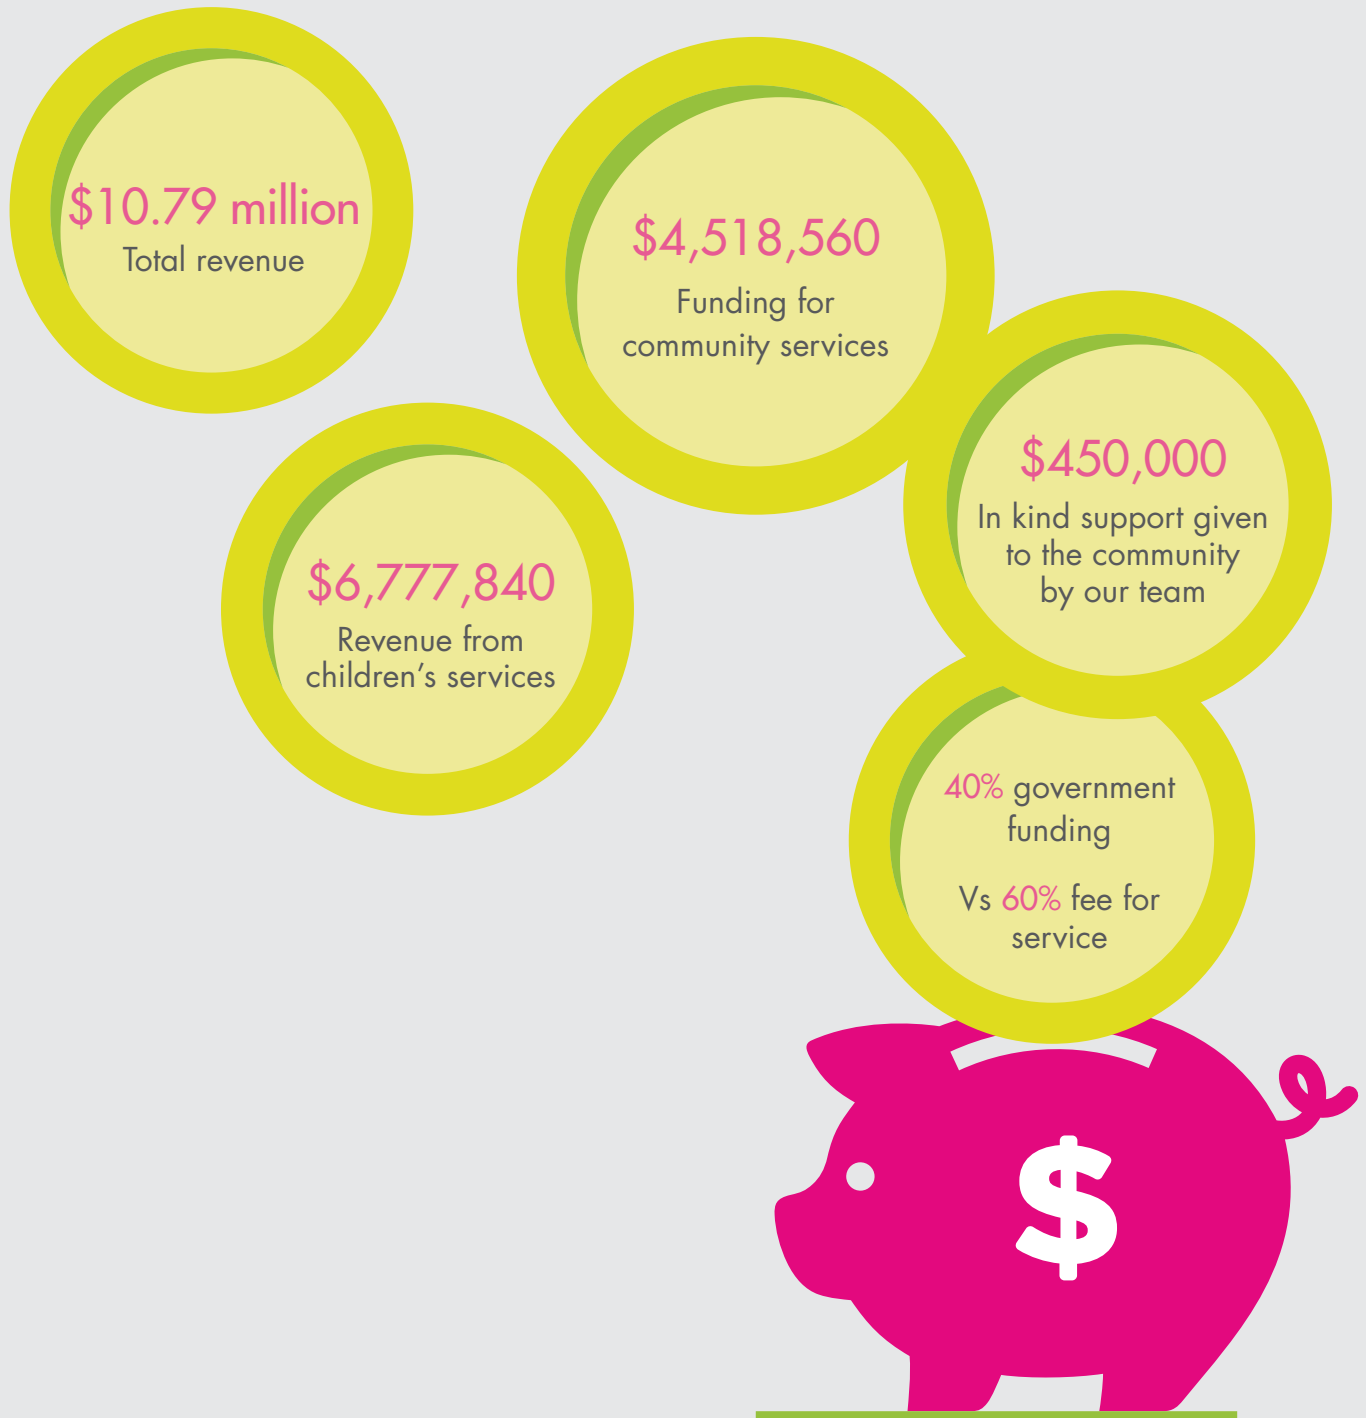 $10.79 million
Total revenue
$4,518,560
Funding for
community services
$450,000
In kind support given
to the community
by our team
$6,777,840
Revenue from
children’s services
40% government
funding
Vs 60% fee for
service
$